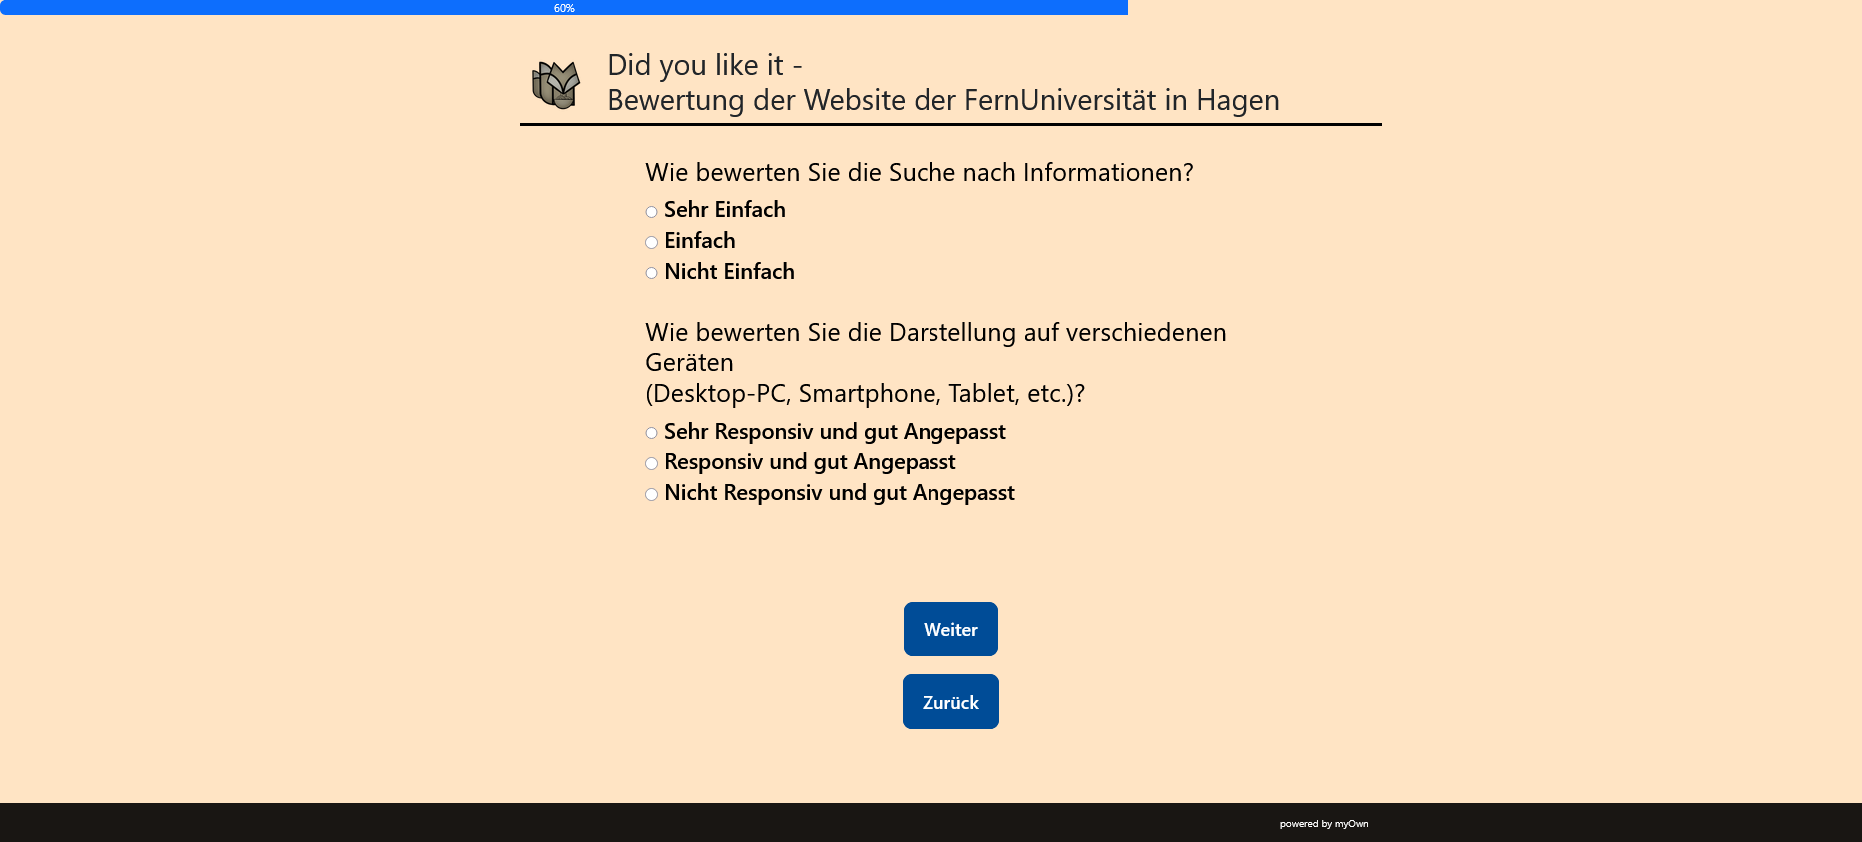 60%
Did you like it -
Bewertung der Website der FernUniversität in Hagen
Wie bewerten Sie die Suche nach Informationen?
Sehr Einfach
Einfach
Nicht Einfach
Wie bewerten Sie die Darstellung auf verschiedenen
Geräten
(Desktop-PC, Smartphone, Tablet, etc.)?
Sehr Responsiv und gut Angepasst
Responsiv und gut Angepasst
Nicht Responsiv und gut Angepasst
Weiter
Zurück
powered by myOwn